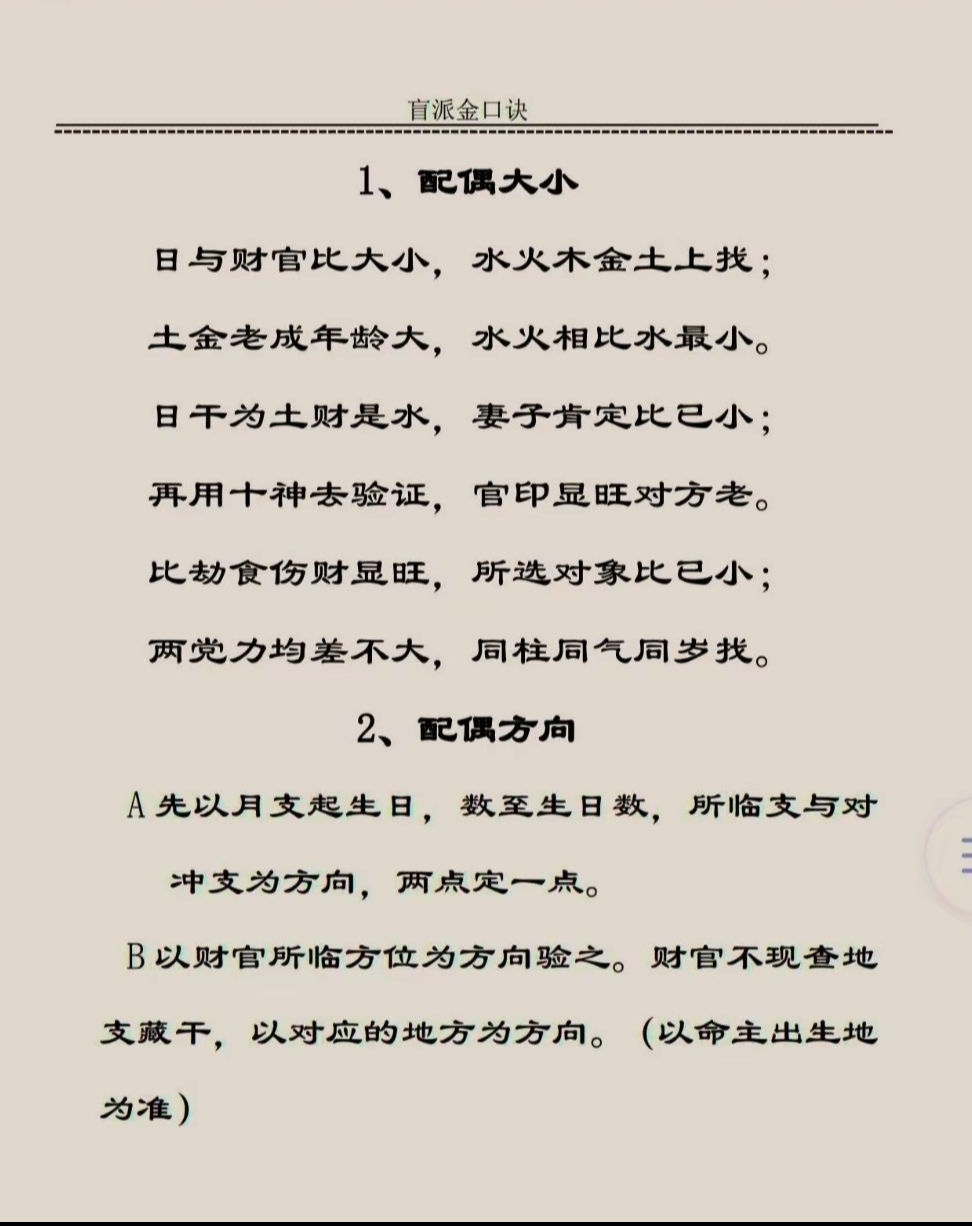 盲派金口诀
1、配偶大小
日与财官比大小，水火木金土上找；
土金老成年龄大，水火相比水最小。
日干为土财是水，妻子肯定比已小；
再用十神去验证，官印显旺对方老。
比劫食伤财显旺，所选对象比已小；
两党力均差不大，同柱同气同岁找。
2、配偶方向
A 先以月支起生日，数至生日数，所临支与对
冲支为方向，两点定一点。
B 以财官所临方位为方向验之。财官不现查地
支藏干，以对应的地方为方向。（以命主出生地
为准）